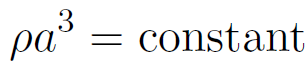 ρa³ = constant